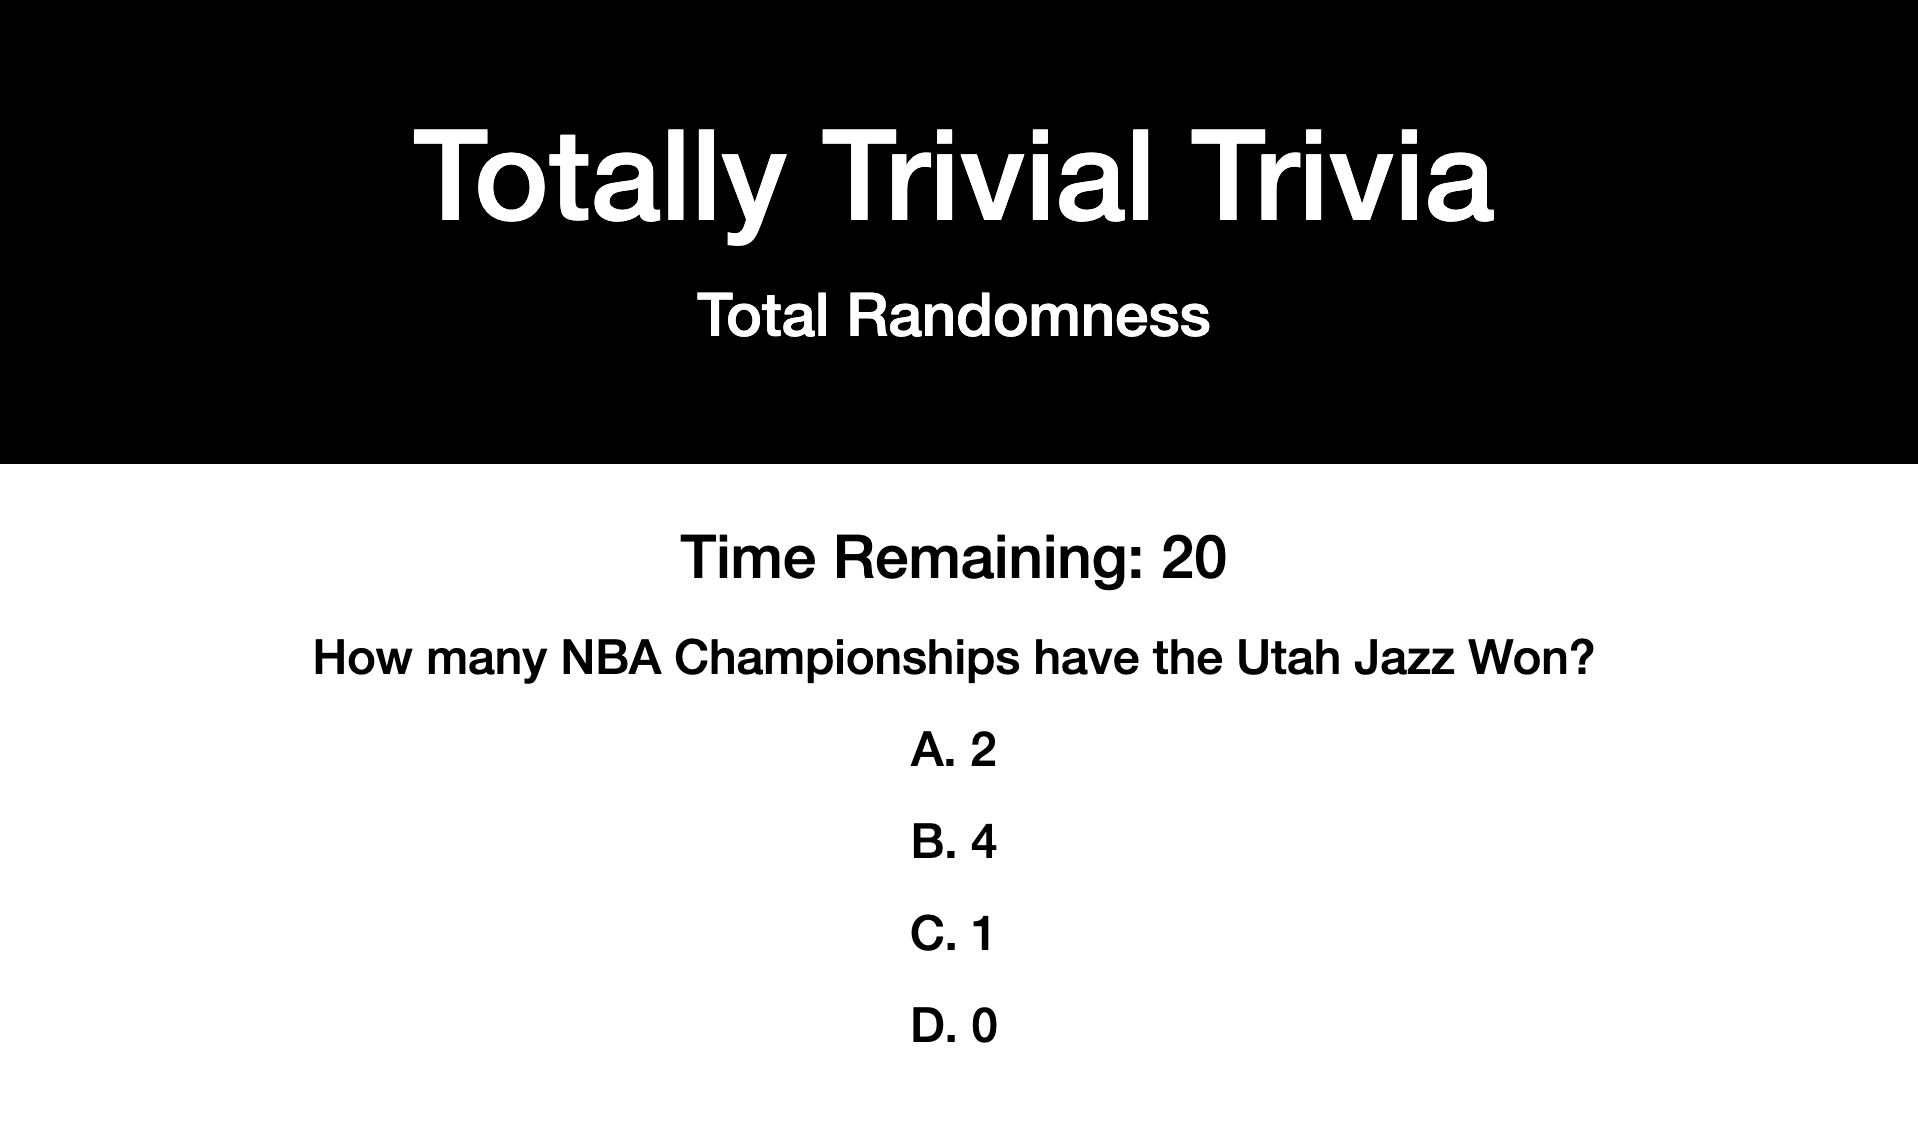 Totally Trivial Trivia
Total Randomness
Time Remaining: 20
How many NBA Championships have the Utah Jazz Won?
A. 2
B. 4
C. 1
D. 0